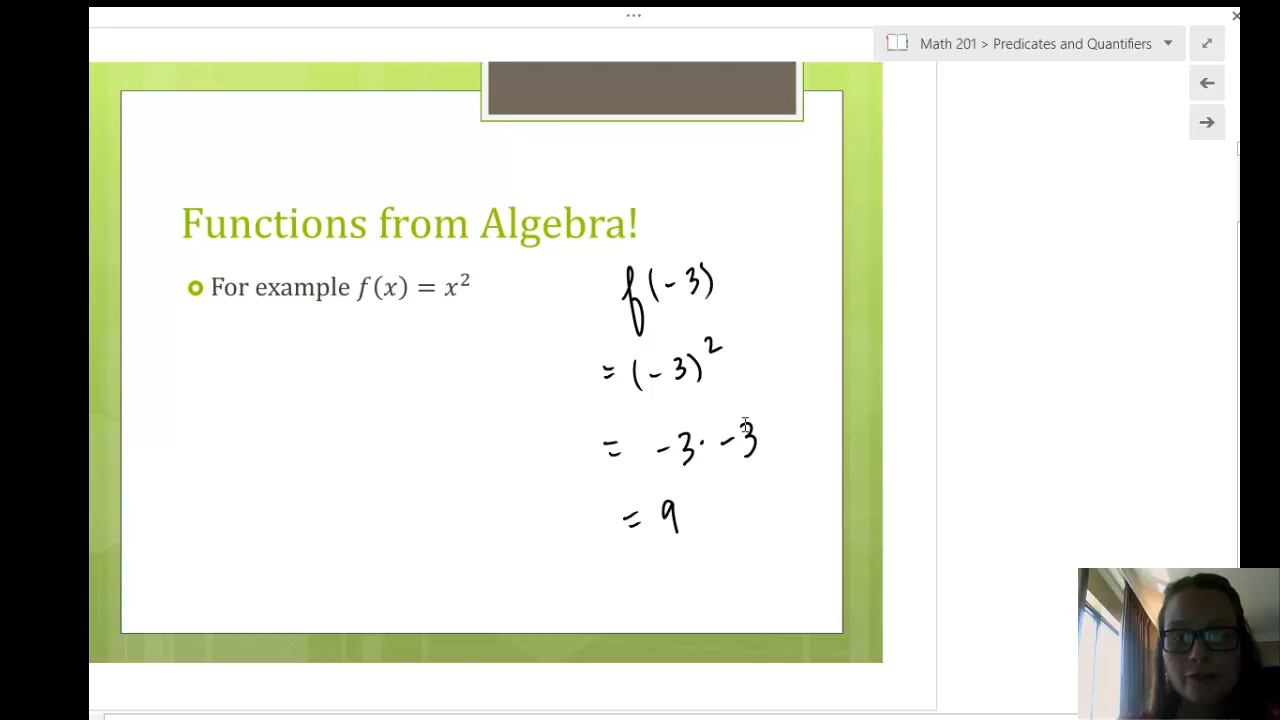 ...
Math 201 > Predicates and Quantifiers
Functions from Algebra!
For example f(x) = x²
f(-3)
= (-3)²
= -3 · -3
= 9